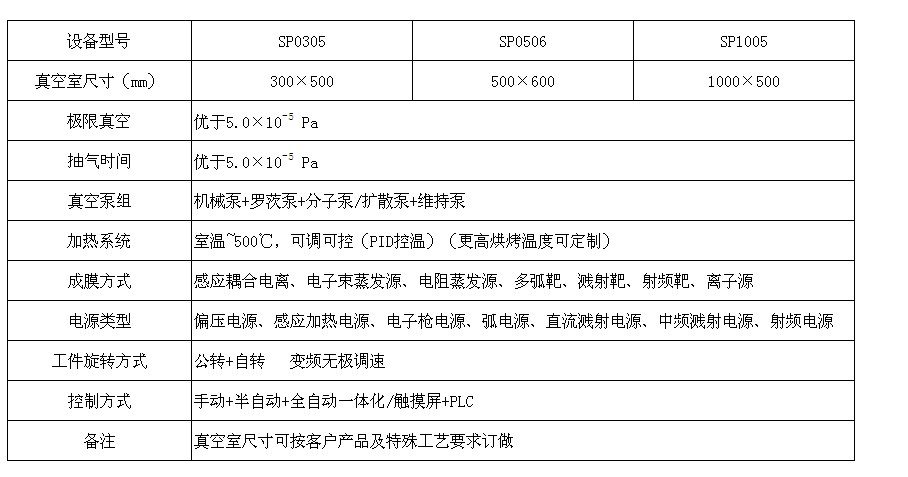 设备型号 SP0305 SP0506 SP1005
真空室尺寸（mm） 300×500 500×600 1000×500
极限真空 优于5.0×10⁻⁵ Pa
抽气时间 优于5.0×10⁻⁵ Pa
真空泵组 机械泵+罗茨泵+分子泵/扩散泵+维持泵
加热系统 室温~500℃，可调可控（PID控温）（更高烘烤温度可定制）
成膜方式 感应耦合电离、电子束蒸发源、电阻蒸发源、多弧靶、溅射靶、射频靶、离子源
电源类型 偏压电源、感应加热电源、电子枪电源、弧电源、直流溅射电源、中频溅射电源、射频电源
工件旋转方式 公转+自转 变频无极调速
控制方式 手动+半自动+全自动一体化/触摸屏+PLC
备注 真空室尺寸可按客户产品及特殊工艺要求订做